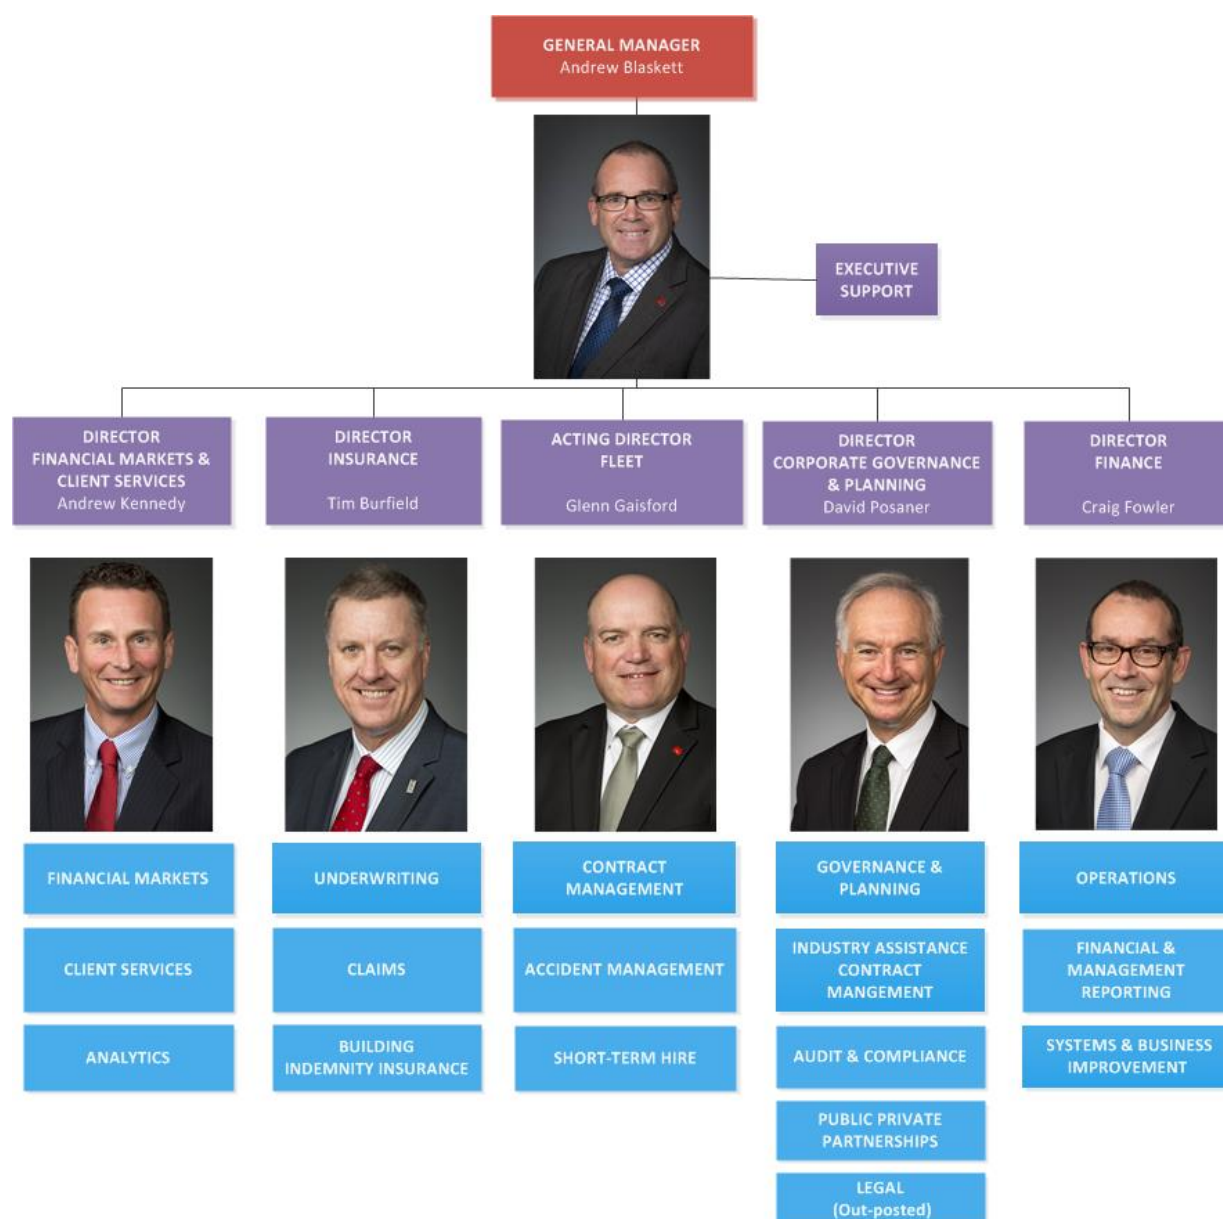 GENERAL MANAGER
Andrew Blaskett
EXECUTIVE
SUPPORT
DIRECTOR
FINANCIAL MARKETS &
CLIENT SERVICES
Andrew Kennedy
DIRECTOR
INSURANCE
Tim Burfield
ACTING DIRECTOR
FLEET
Glenn Gaisford
DIRECTOR
CORPORATE GOVERNANCE
& PLANNING
David Posaner
DIRECTOR
FINANCE
Craig Fowler
FINANCIAL MARKETS
CLIENT SERVICES
ANALYTICS
UNDERWRITING
CLAIMS
BUILDING
INDEMNITY INSURANCE
CONTRACT
MANAGEMENT
ACCIDENT MANAGEMENT
SHORT-TERM HIRE
GOVERNANCE &
PLANNING
INDUSTRY ASSISTANCE
CONTRACT
MANGEMENT
AUDIT & COMPLIANCE
PUBLIC PRIVATE
PARTNERSHIPS
LEGAL
(Out-posted)
OPERATIONS
FINANCIAL &
MANAGEMENT
REPORTING
SYSTEMS & BUSINESS
IMPROVEMENT